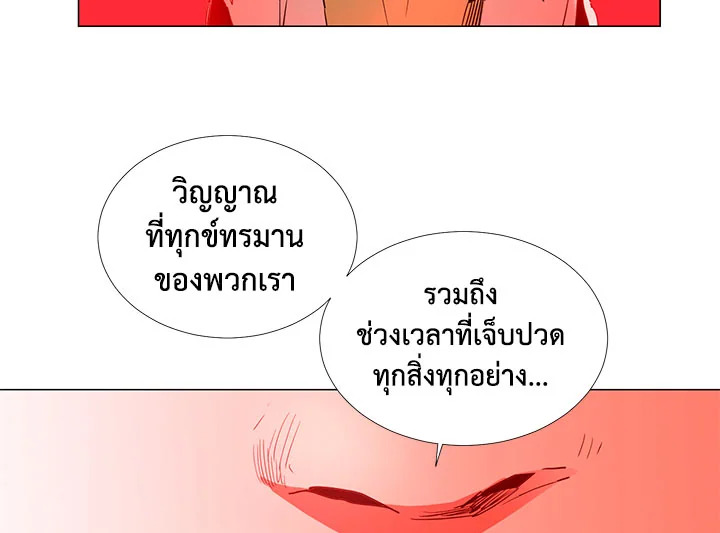 วิญญาณ
ที่ทุกข์ทรมาน
ของพวกเรา
รวมถึง
ช่วงเวลาที่เจ็บปวด
ทุกสิ่งทุกอย่าง...